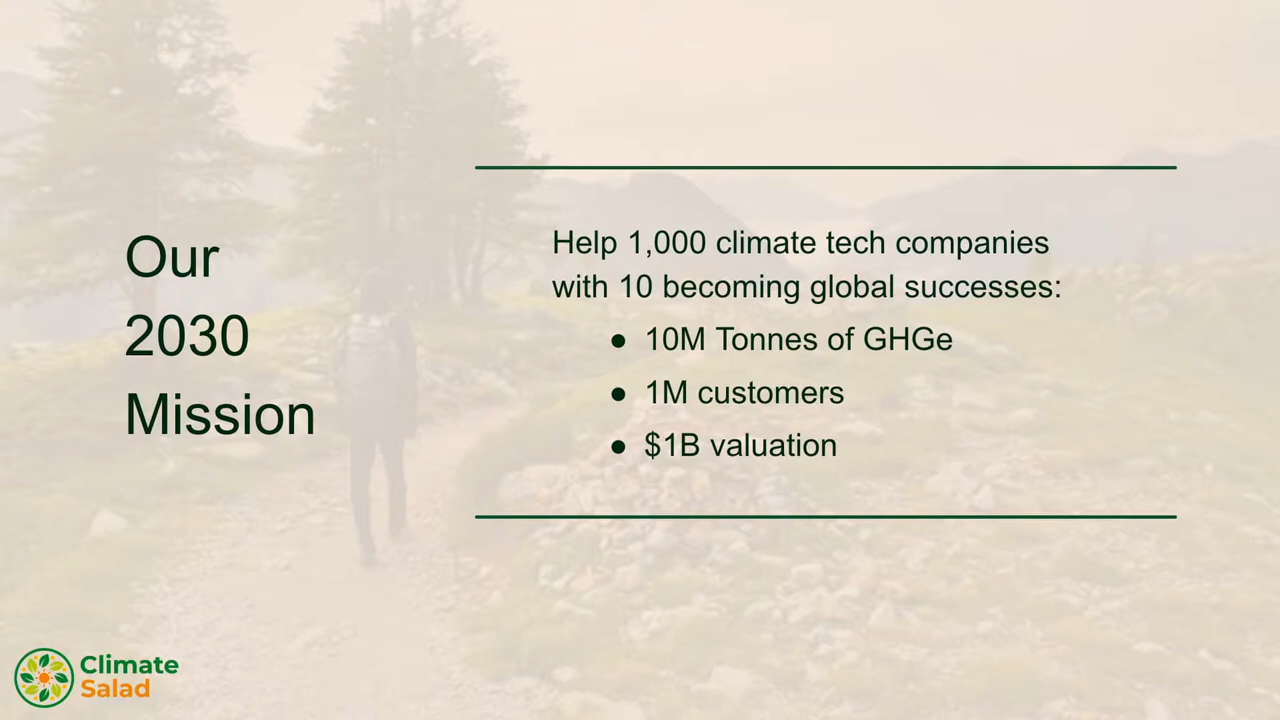 Our
2030
Mission
Help 1,000 climate tech companies
with 10 becoming global successes:
● 10M Tonnes of GHGe
● 1M customers
● $1B valuation
Climate
Salad